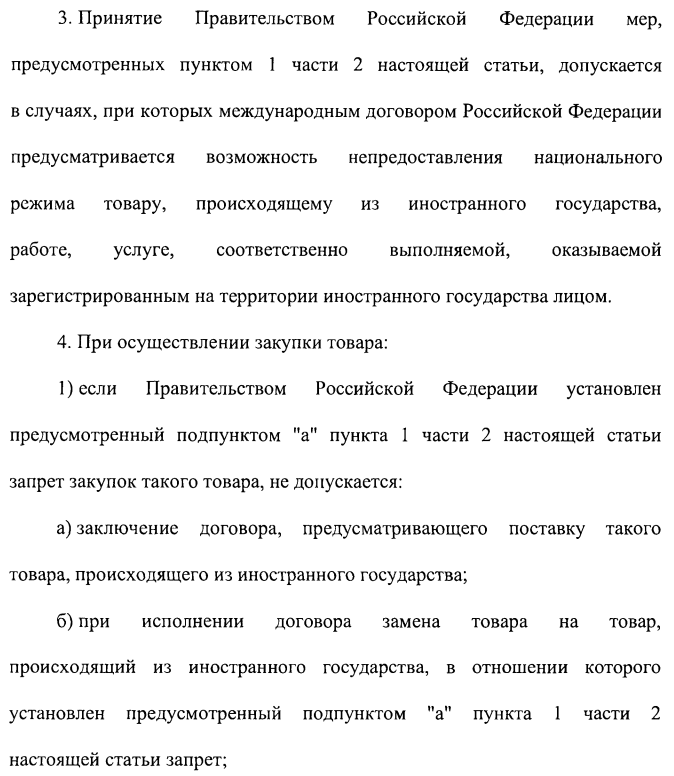 3. Принятие Правительством Российской Федерации мер,
предусмотренных пунктом 1 части 2 настоящей статьи, допускается
в случаях, при которых международным договором Российской Федерации
предусматривается возможность непредоставления национального
режима товару, происходящему из иностранного государства,
работе, услуге, соответственно выполняемой, оказываемой
зарегистрированным на территории иностранного государства лицом.
4. При осуществлении закупки товара:
1) если Правительством Российской Федерации установлен
предусмотренный подпунктом "а" пункта 1 части 2 настоящей статьи
запрет закупок такого товара, не допускается:
а) заключение договора, предусматривающего поставку такого
товара, происходящего из иностранного государства;
б) при исполнении договора замена товара на товар,
происходящий из иностранного государства, в отношении которого
установлен предусмотренный подпунктом "а" пункта 1 части 2
настоящей статьи запрет;